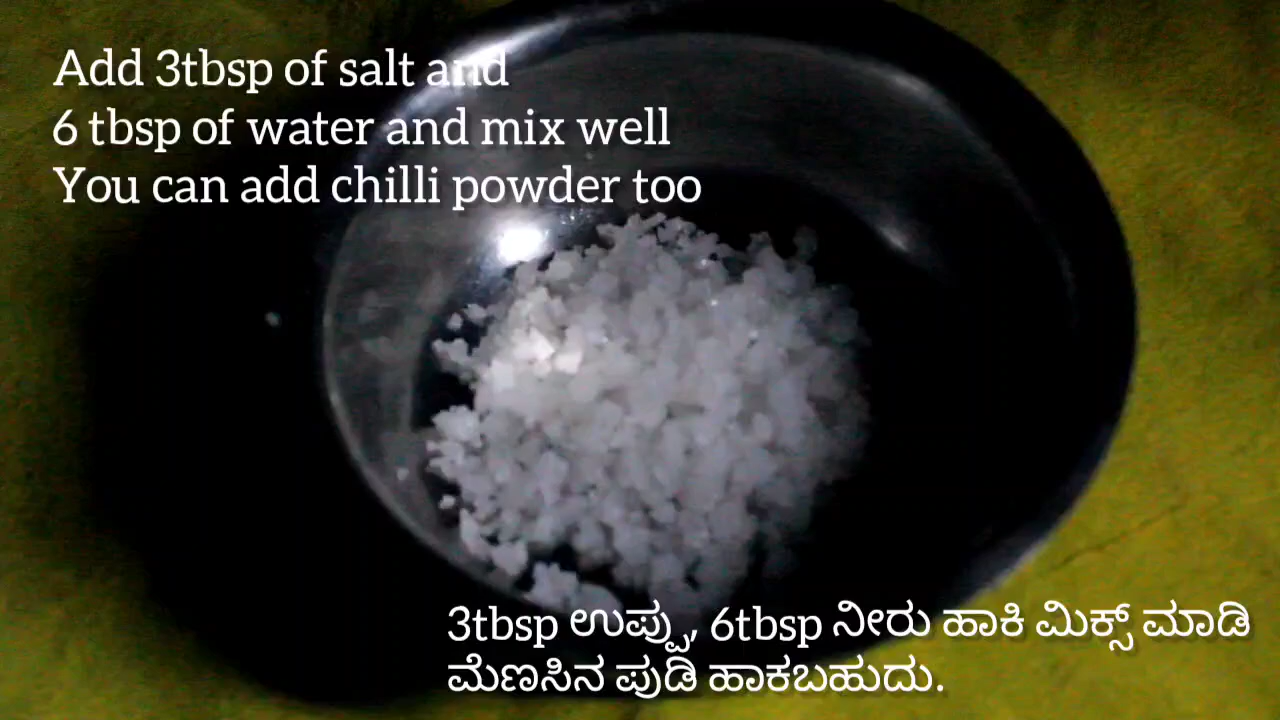 Add 3tbsp of salt and
6 tbsp of water and mix well
You can add chilli powder too
3tbsp ಉಪ್ಪು, 6tbsp ನೀರು ಹಾಕಿ ಮಿಕ್ಸ್ ಮಾಡಿ
ಮೆಣಸಿನ ಪುಡಿ ಹಾಕಬಹುದು.